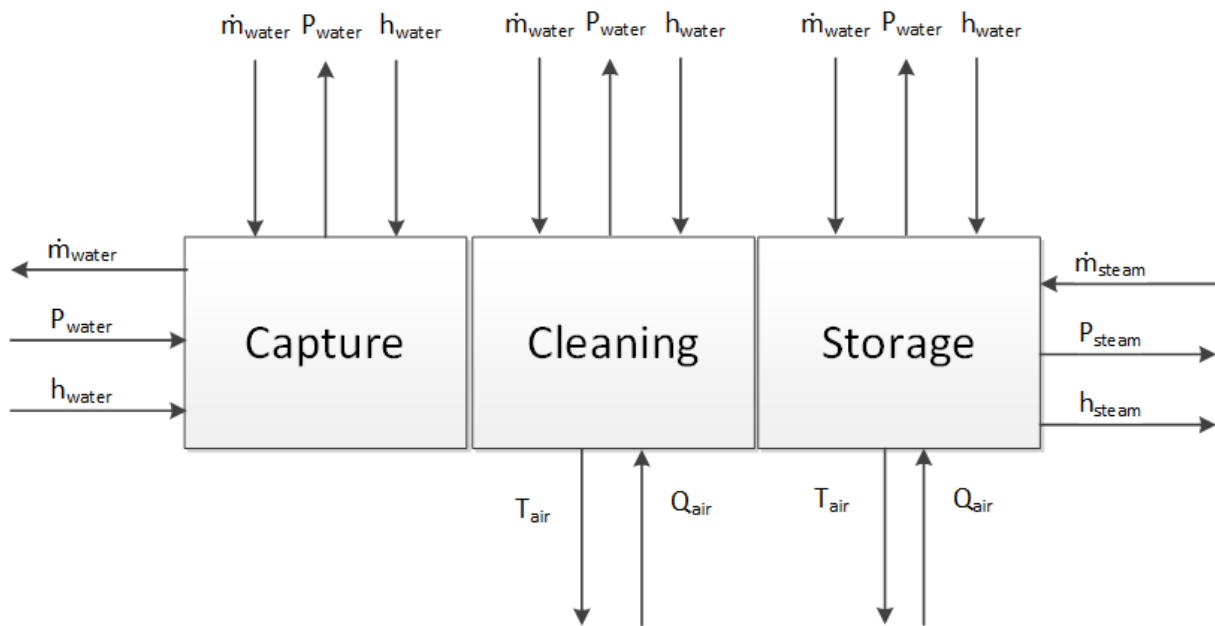 ṁwater Pwater hwater ṁwater Pwater hwater ṁwater Pwater hwater
ṁwater
ṁsteam
Pwater
Capture Cleaning Storage
Psteam
hwater
hsteam
Tair Qair Tair Qair